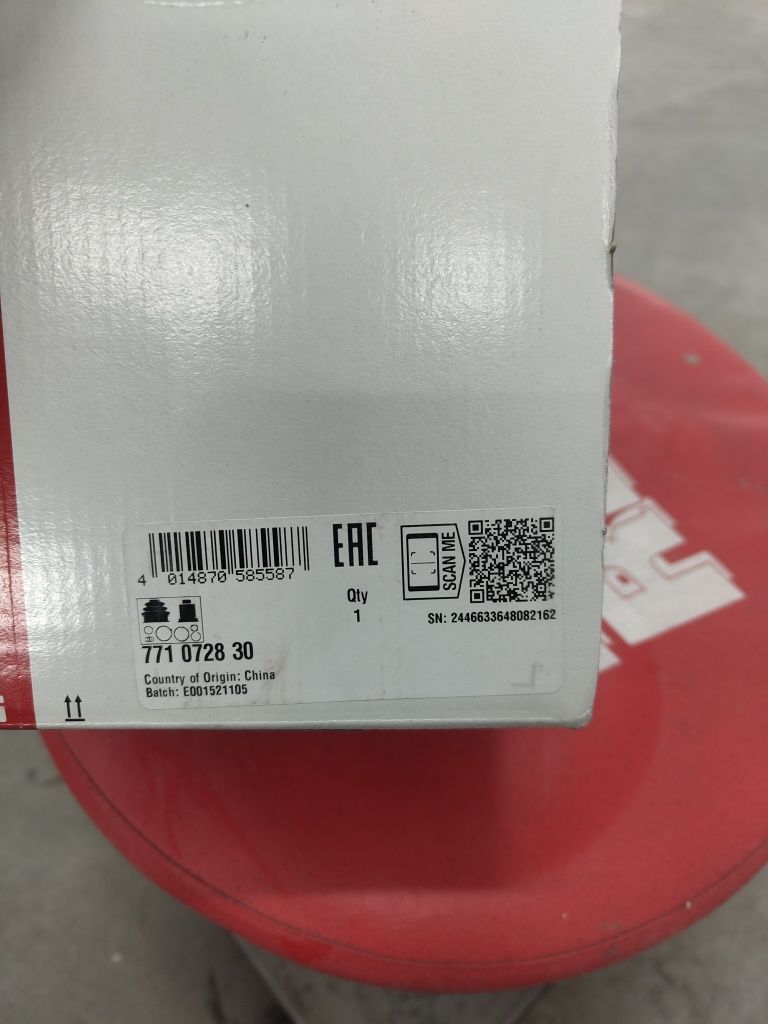 4 014870 585587
EAC
SCAN ME
Qty
1
SN: 2446633648082162
771 0728 30
Country of Origin: China
Batch: E001521105